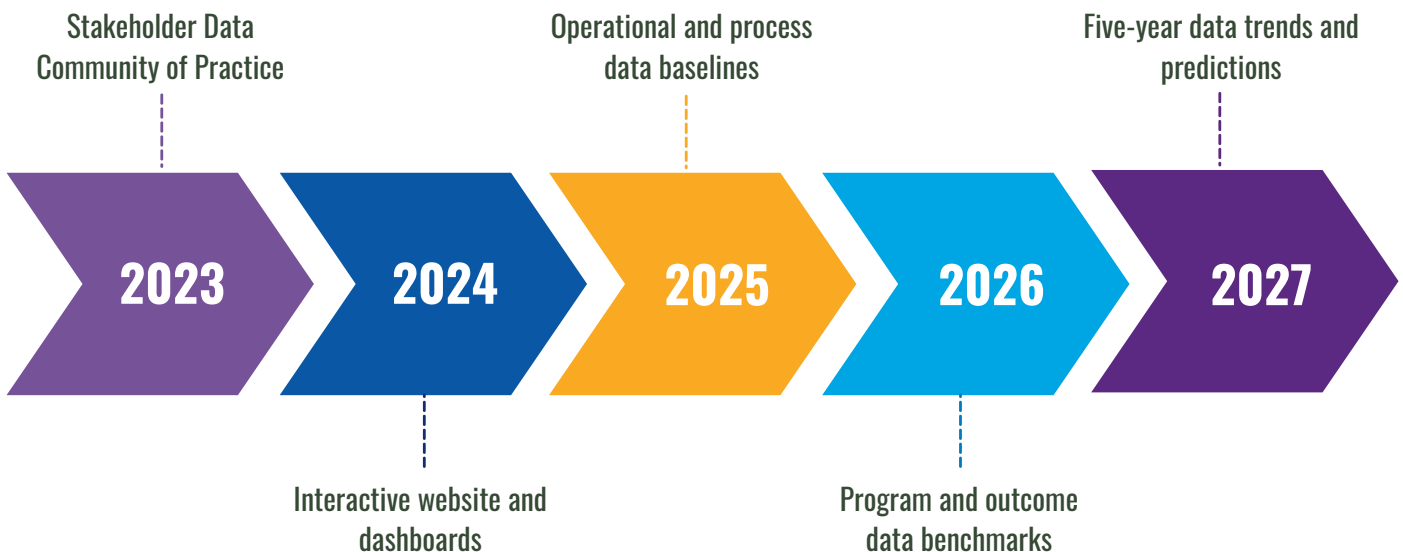 Stakeholder Data
Community of Practice
Operational and process
data baselines
Five-year data trends and
predictions
2023
2024
2025
2026
2027
Interactive website and
dashboards
Program and outcome
data benchmarks